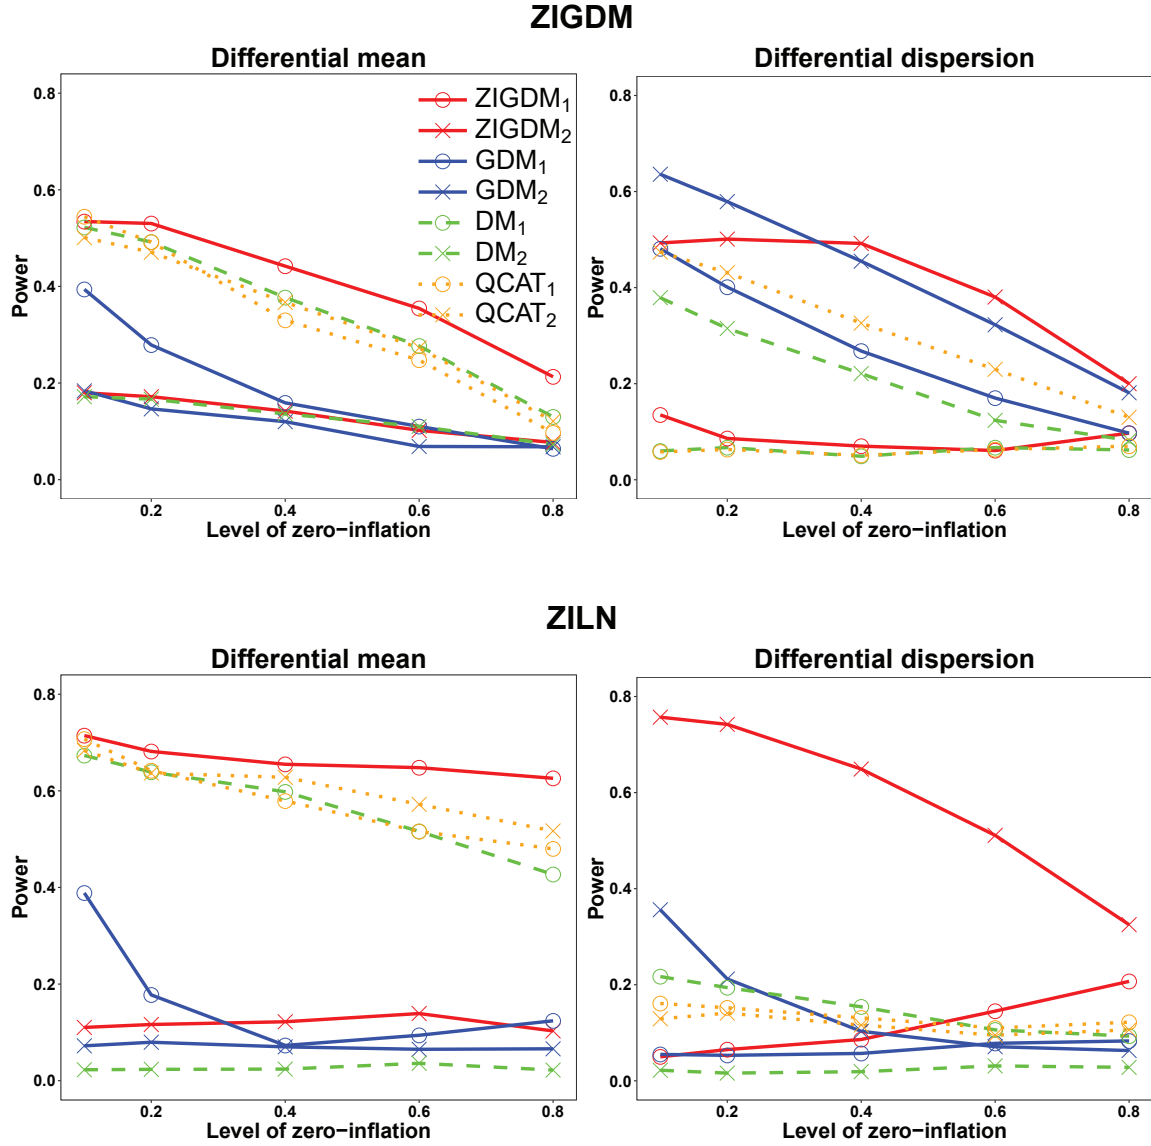 ZIGDM
Differential mean
Differential dispersion
0.8
0.6
0.4
0.2
0.0
Power
ZIGDM₁
ZIGDM₂
GDM₁
GDM₂
DM₁
DM₂
QCAT₁
QCAT₂
0.2 0.4 0.6 0.8
Level of zero−inflation
0.8
0.6
0.4
0.2
0.0
Power
0.2 0.4 0.6 0.8
Level of zero−inflation
ZILN
Differential mean
Differential dispersion
0.8
0.6
0.4
0.2
0.0
Power
0.2 0.4 0.6 0.8
Level of zero−inflation
0.8
0.6
0.4
0.2
0.0
Power
0.2 0.4 0.6 0.8
Level of zero−inflation